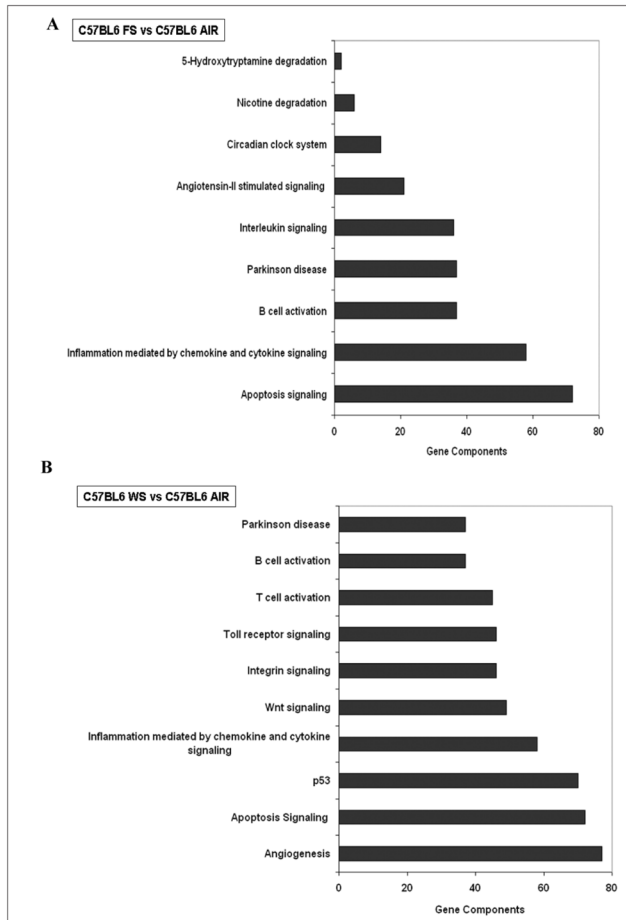 A
C57BL6 FS vs C57BL6 AIR
5-Hydroxytryptamine degradation
Nicotine degradation
Circadian clock system
Angiotensin-II stimulated signaling
Interleukin signaling
Parkinson disease
B cell activation
Inflammation mediated by chemokine and cytokine signaling
Apoptosis signaling
0 20 40 60 80
Gene Components
B
C57BL6 WS vs C57BL6 AIR
Parkinson disease
B cell activation
T cell activation
Toll receptor signaling
Integrin signaling
Wnt signaling
Inflammation mediated by chemokine and cytokine
signaling
p53
Apoptosis Signaling
Angiogenesis
0 20 40 60 80
Gene Components